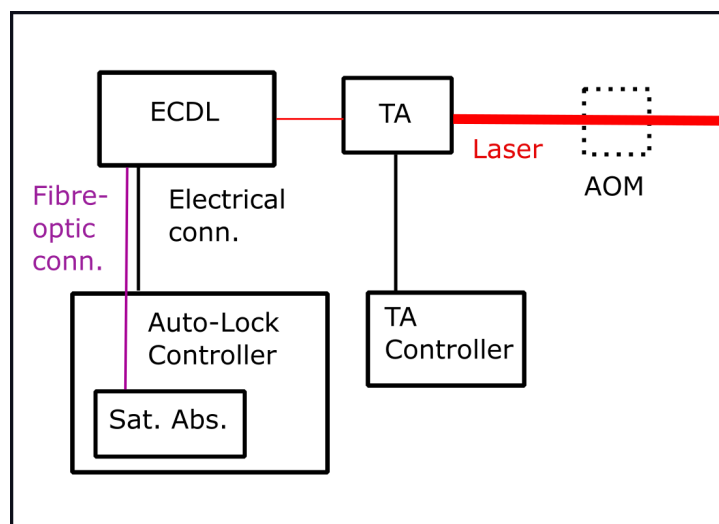 ECDL
TA
Laser
AOM
Fibre-
optic
conn.
Electrical
conn.
Auto-Lock
Controller
Sat. Abs.
TA
Controller